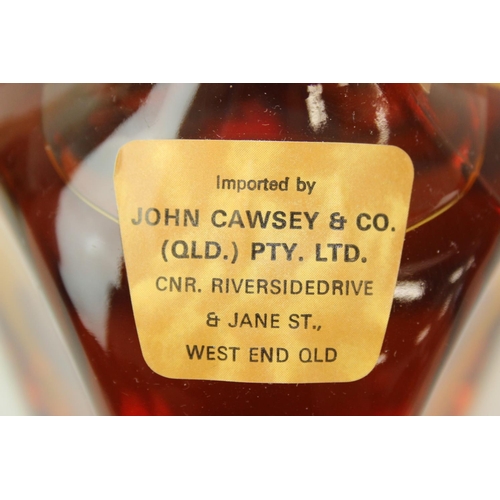 Imported by
JOHN CAWSEY & CO.
(QLD.) PTY. LTD.
CNR. RIVERSIDEDRIVE
& JANE ST.,
WEST END QLD